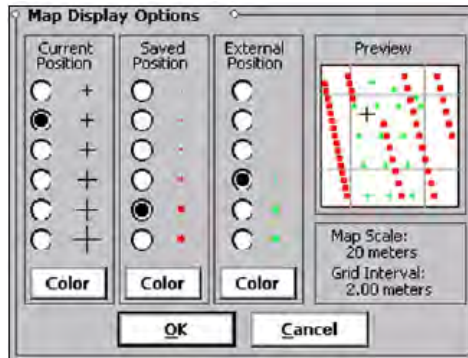 Map Display Options
Current Position
Saved Position
External Position
Preview
Color
Color
Color
Map Scale:
20 meters
Grid Interval:
2.00 meters
OK
Cancel